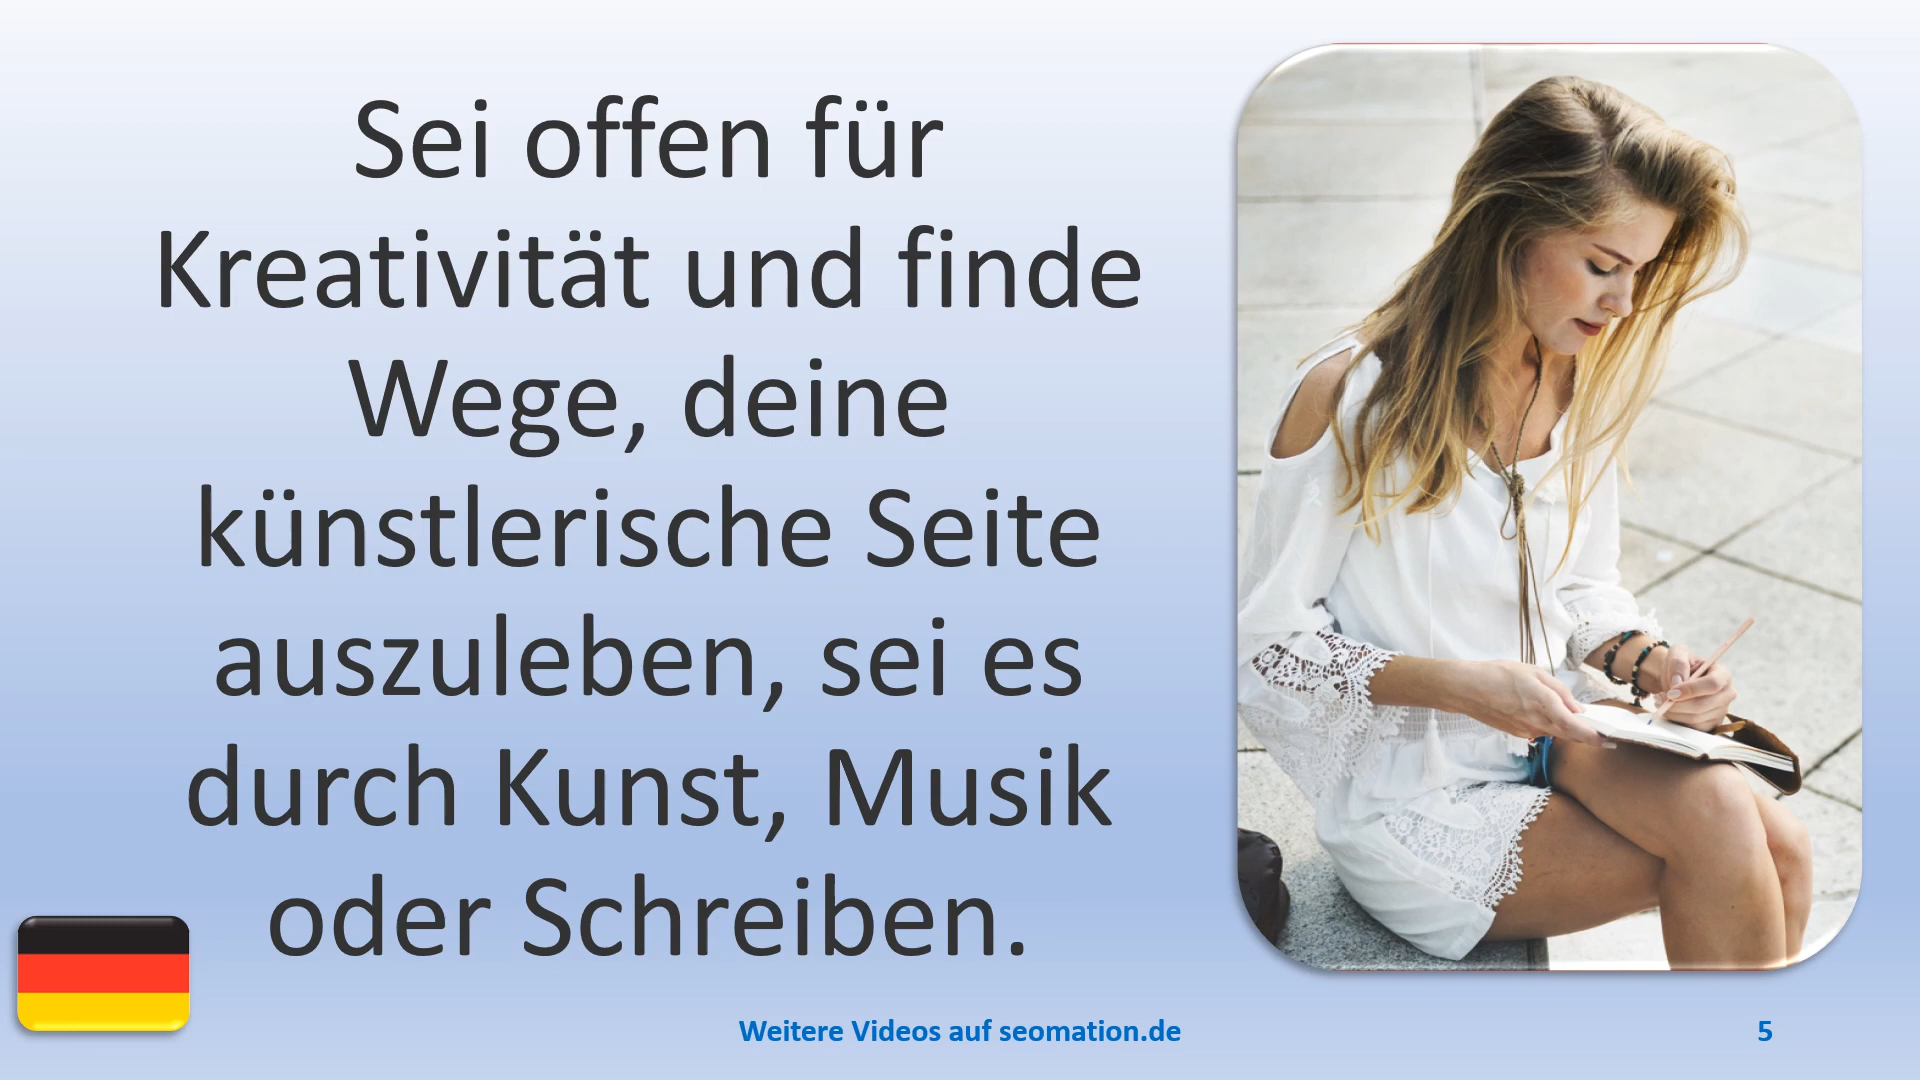 Sei offen für
Kreativität und finde
Wege, deine
künstlerische Seite
auszuleben, sei es
durch Kunst, Musik
oder Schreiben.
Weitere Videos auf seomation.de
5